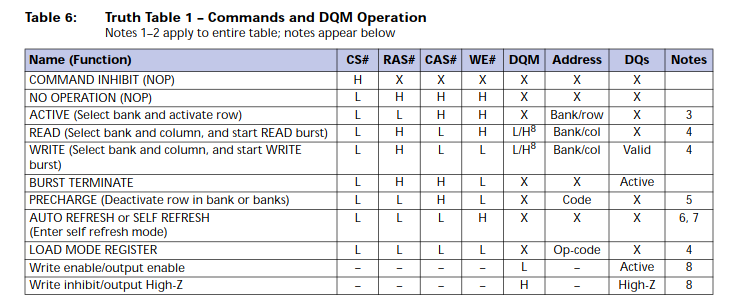 Table 6: Truth Table 1 – Commands and DQM Operation
Notes 1–2 apply to entire table; notes appear below
Name (Function) CS# RAS# CAS# WE# DQM Address DQs Notes
COMMAND INHIBIT (NOP) H X X X X X X
NO OPERATION (NOP) L H H H X X X
ACTIVE (Select bank and activate row) L L H H X Bank/row X 3
READ (Select bank and column, and start READ burst) L H L H L/H8 Bank/col X 4
WRITE (Select bank and column, and start WRITE L H L L L/H8 Bank/col Valid 4
burst)
BURST TERMINATE L H H L X X Active
PRECHARGE (Deactivate row in bank or banks) L L H L X Code X 5
AUTO REFRESH or SELF REFRESH L L L H X X X 6, 7
(Enter self refresh mode)
LOAD MODE REGISTER L L L L X Op-code X 4
Write enable/output enable – – – – L – Active 8
Write inhibit/output High-Z – – – – H – High-Z 8